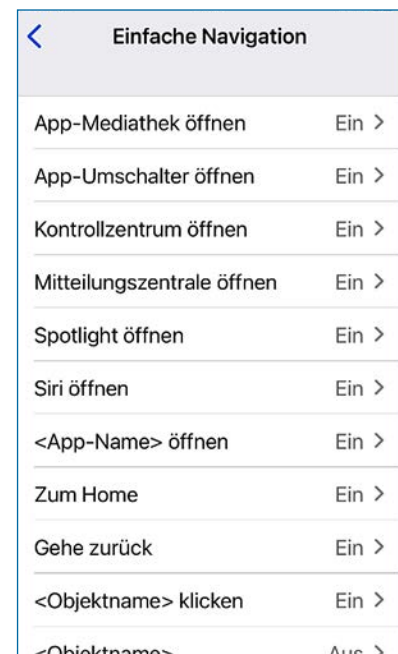 Einfache Navigation
App-Mediathek öffnen Ein
App-Umschalter öffnen Ein
Kontrollzentrum öffnen Ein
Mitteilungszentrale öffnen Ein
Spotlight öffnen Ein
Siri öffnen Ein
<App-Name> öffnen Ein
Zum Home Ein
Gehe zurück Ein
<Objektname> klicken Ein
<Objektname> Aus